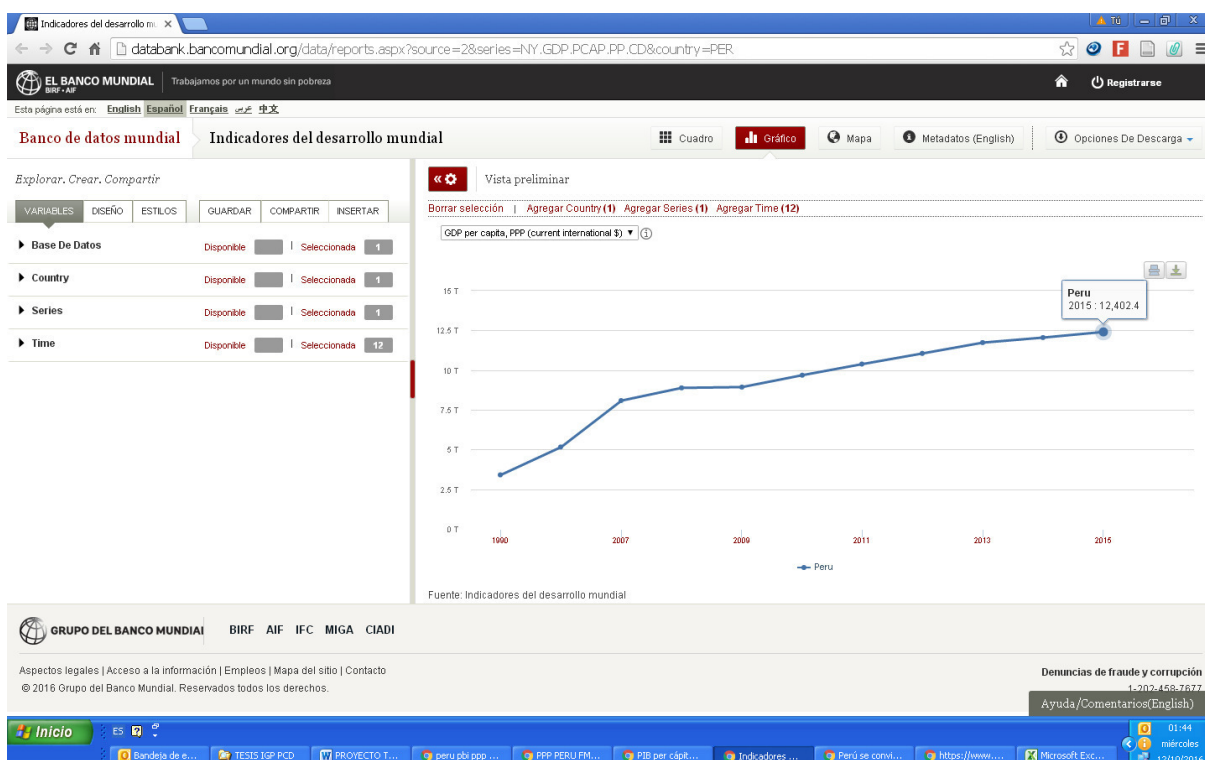 Indicadores del desarrollo m
Tú
databank.bancomundial.org/data/reports.aspx?source=2&series=NY.GDP.PCAP.PP.CD&country=PER
EL BANCO MUNDIAL
BIRF • AIF
Trabajamos por un mundo sin pobreza
Registrarse
Esta página está en: English Español Français عربي 中文
Banco de datos mundial
Indicadores del desarrollo mundial
Cuadro
Gráfico
Mapa
Metadatos (English)
Opciones De Descarga
Explorar. Crear. Compartir
VARIABLES DISEÑO ESTILOS GUARDAR COMPARTIR INSERTAR
Base De Datos Disponible | Seleccionada 1
Country Disponible | Seleccionada 1
Series Disponible | Seleccionada 1
Time Disponible | Seleccionada 12
Vista preliminar
Borrar selección | Agregar Country (1) Agregar Series (1) Agregar Time (12)
GDP per capita, PPP (current international $)
15 T
12.5 T
10 T
7.5 T
5 T
2.5 T
0 T
Peru
2015 : 12,402.4
1990 2007 2009 2011 2013 2015
Peru
Fuente: Indicadores del desarrollo mundial
GRUPO DEL BANCO MUNDIAL
BIRF AIF IFC MIGA CIADI
Aspectos legales | Acceso a la información | Empleos | Mapa del sitio | Contacto
© 2016 Grupo del Banco Mundial. Reservados todos los derechos.
Denuncias de fraude y corrupción
1-202-458-7677
Ayuda/Comentarios(English)
Inicio
ES
01:44
miércoles
12/10/2016
Bandeja de e...
TESIS IGP PCD
PROYECTO T...
peru pbi ppp ...
PPP PERU FM...
PIB per cápit...
Indicadores ...
Perú se convi...
https://www....
Microsoft Exc...